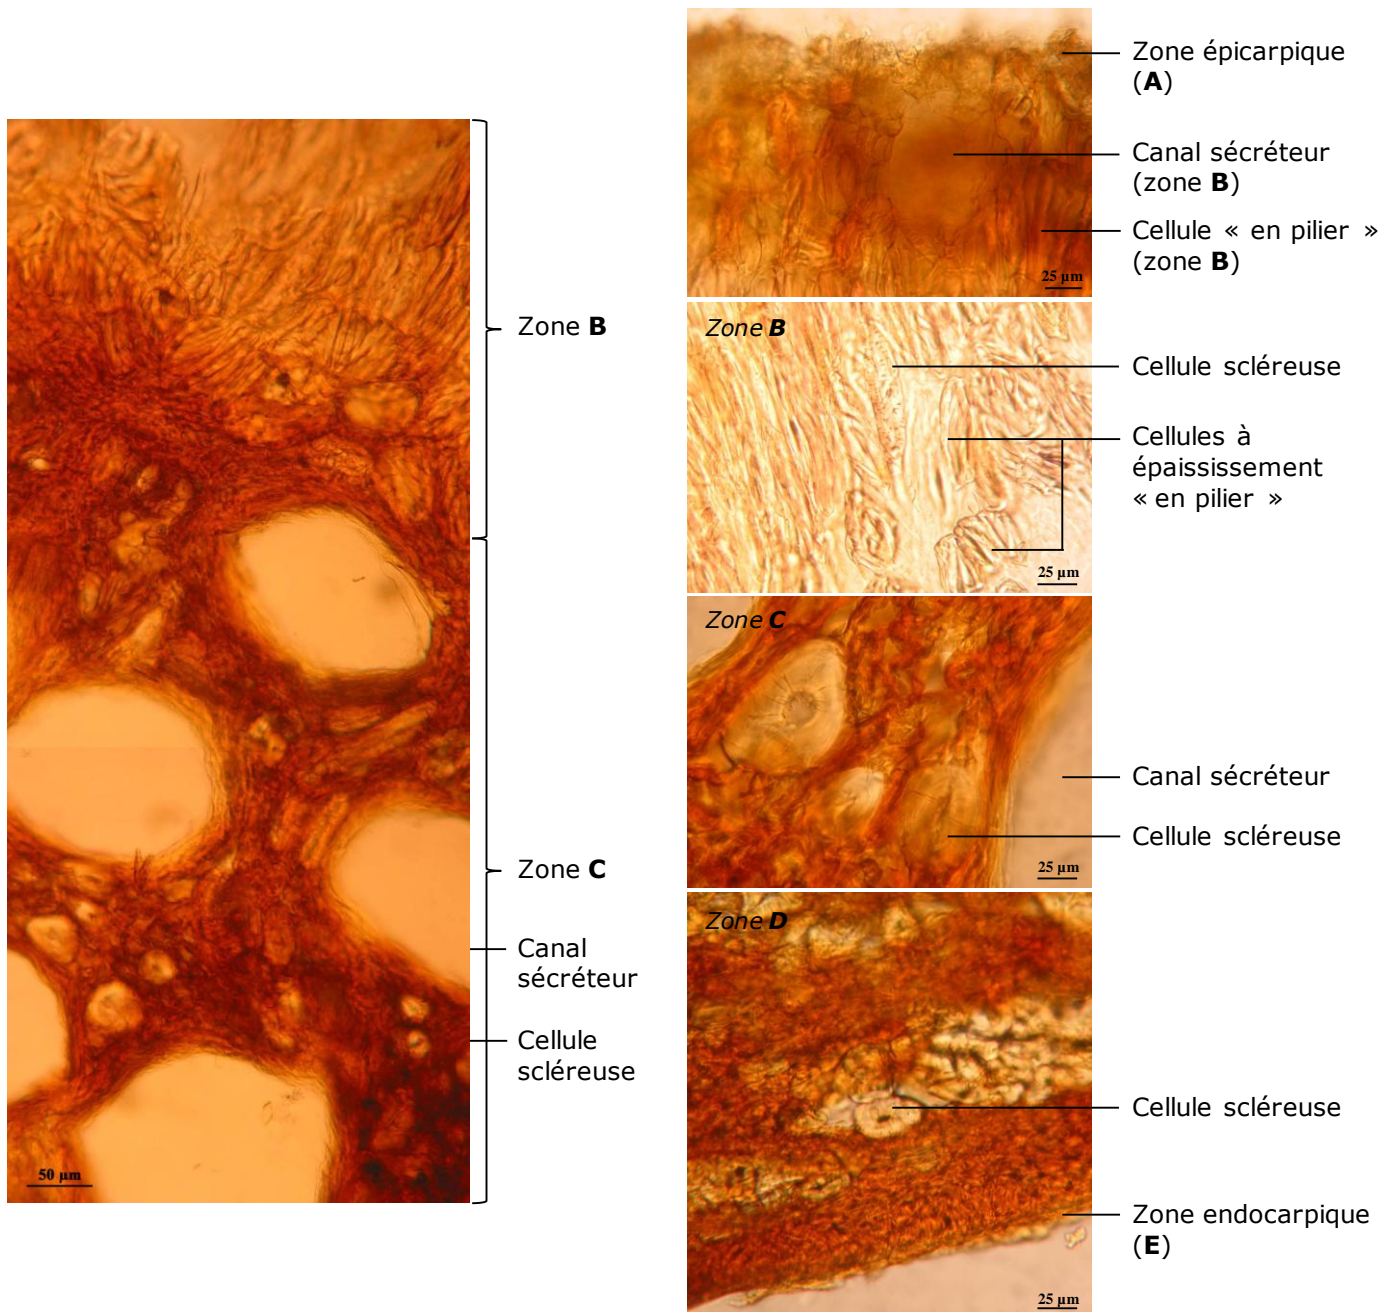 Zone B
Zone C
Canal
sécréteur
Cellule
scléreuse
50 µm
Zone épicarpique
(A)
Canal sécréteur
(zone B)
Cellule « en pilier »
(zone B)
25 µm
Zone B
Cellule scléreuse
Cellules à
épaississement
« en pilier »
25 µm
Zone C
Canal sécréteur
Cellule scléreuse
25 µm
Zone D
Cellule scléreuse
Zone endocarpique
(E)
25 µm